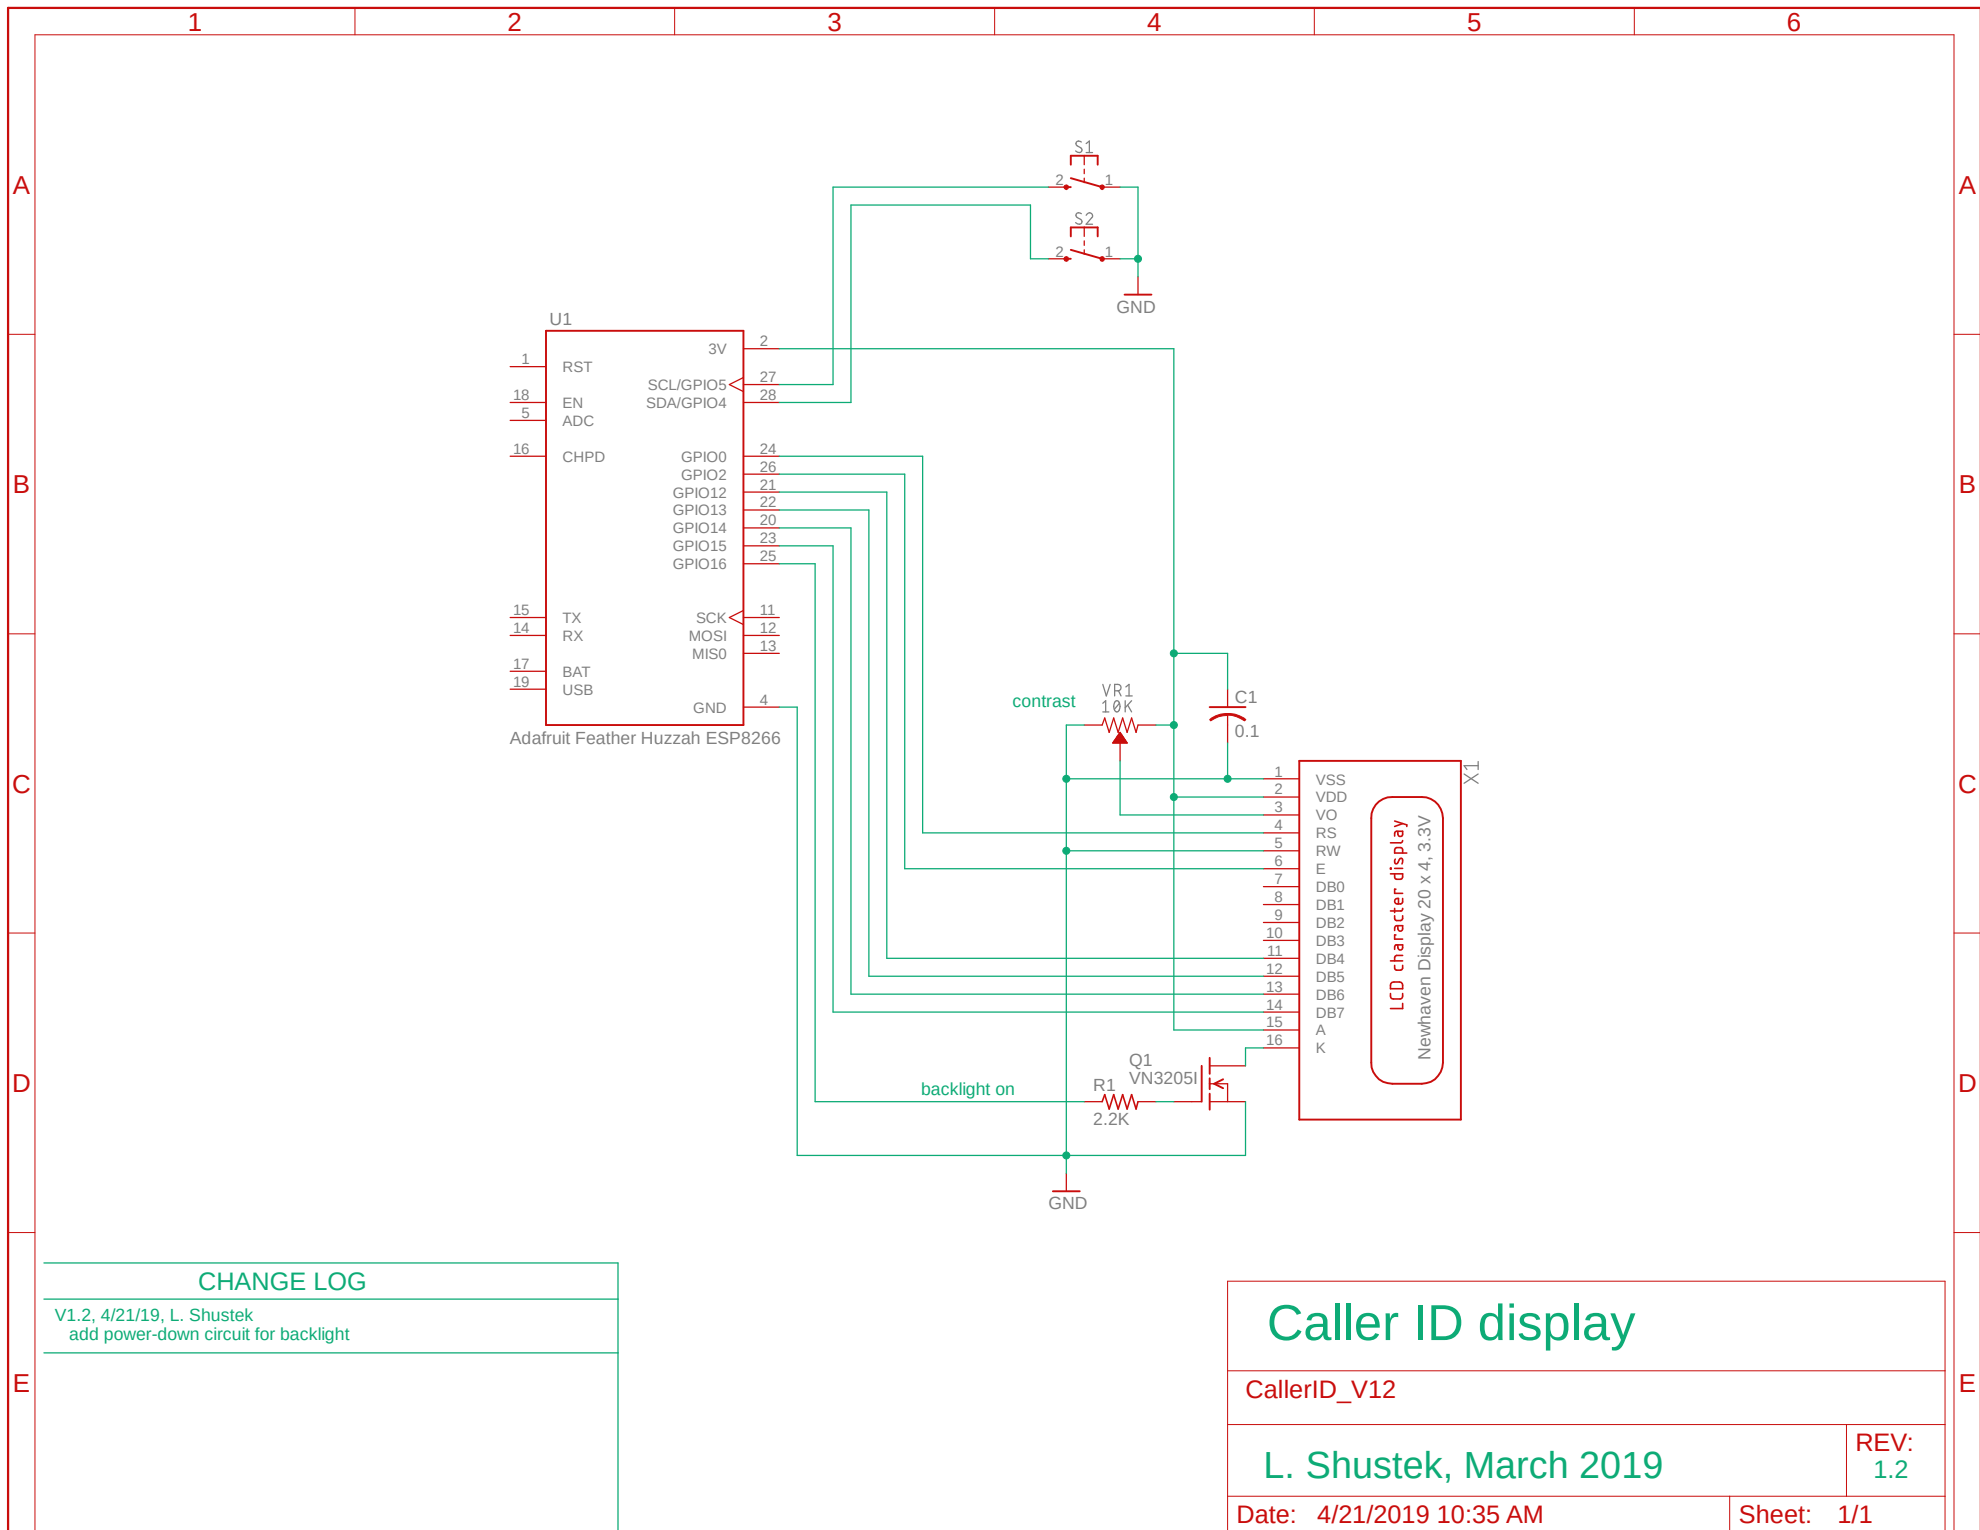 1 2 3 4 5 6
A A
S1
2 1
S2
2 1
GND
U1
3V 2
1 RST
SCL/GPIO5 27
18 EN SDA/GPIO4 28
5 ADC
16 CHPD GPIO0 24
GPIO2 26
B B
GPIO12 21
GPIO13 22
GPIO14 20
GPIO15 23
GPIO16 25
15 TX SCK 11
14 RX MOSI 12
MIS0 13
17 BAT
19 USB
GND 4
Adafruit Feather Huzzah ESP8266
contrast
VR1
10K
C1
0.1
C C
X1
1 VSS
2 VDD
3 VO
4 RS
5 RW
6 E
7 DB0
8 DB1
9 DB2
10 DB3
11 DB4
12 DB5
13 DB6
14 DB7
15 A
16 K
LCD character display
Newhaven Display 20 x 4, 3.3V
Q1
VN3205I
D D
backlight on
R1
2.2K
GND
CHANGE LOG
V1.2, 4/21/19, L. Shustek
add power-down circuit for backlight
E E
Caller ID display
CallerID_V12
L. Shustek, March 2019
REV:
1.2
Date: 4/21/2019 10:35 AM
Sheet: 1/1